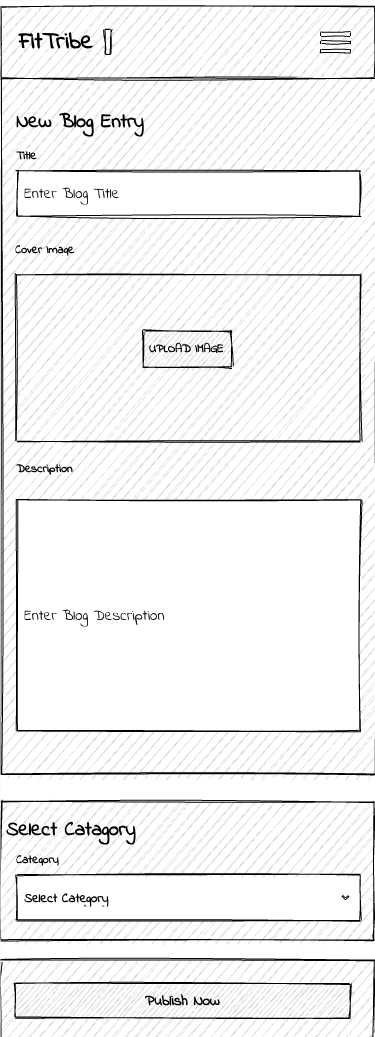 FitTribe
New Blog Entry
Title
Enter Blog Title
Cover Image
UPLOAD IMAGE
Description
Enter Blog Description
Select Catagory
Category
Select Category
Publish Now